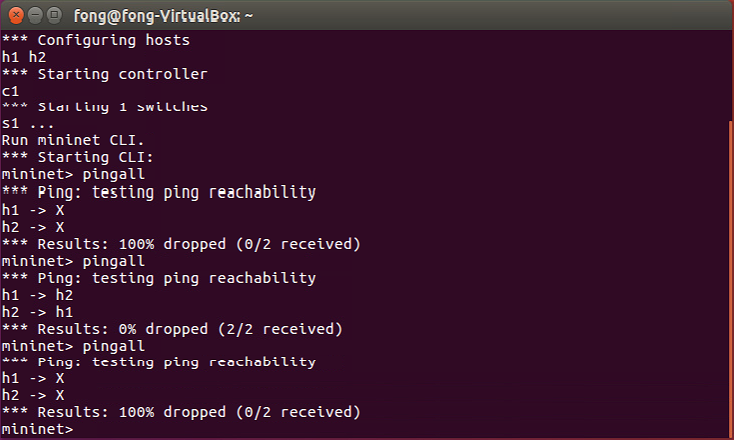 fong@fong-VirtualBox: ~
*** Configuring hosts
h1 h2
*** Starting controller
c1
*** Starting 1 switches
s1 ...
Run mininet CLI.
*** Starting CLI:
mininet> pingall
*** Ping: testing ping reachability
h1 -> X
h2 -> X
*** Results: 100% dropped (0/2 received)
mininet> pingall
*** Ping: testing ping reachability
h1 -> h2
h2 -> h1
*** Results: 0% dropped (2/2 received)
mininet> pingall
*** Ping: testing ping reachability
h1 -> X
h2 -> X
*** Results: 100% dropped (0/2 received)
mininet>